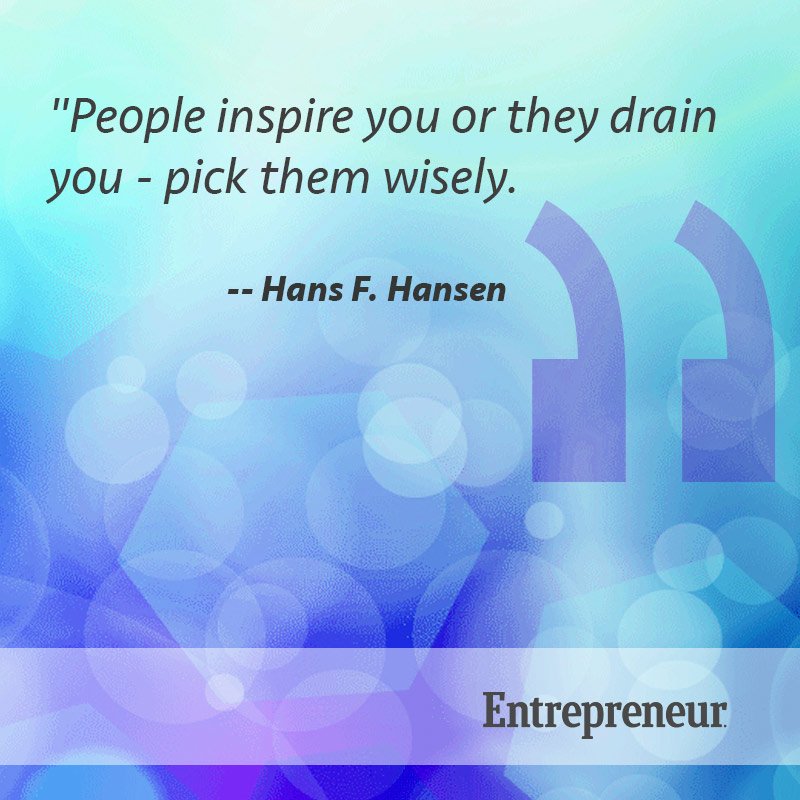 "People inspire you or they drain
you - pick them wisely.
-- Hans F. Hansen
Entrepreneur